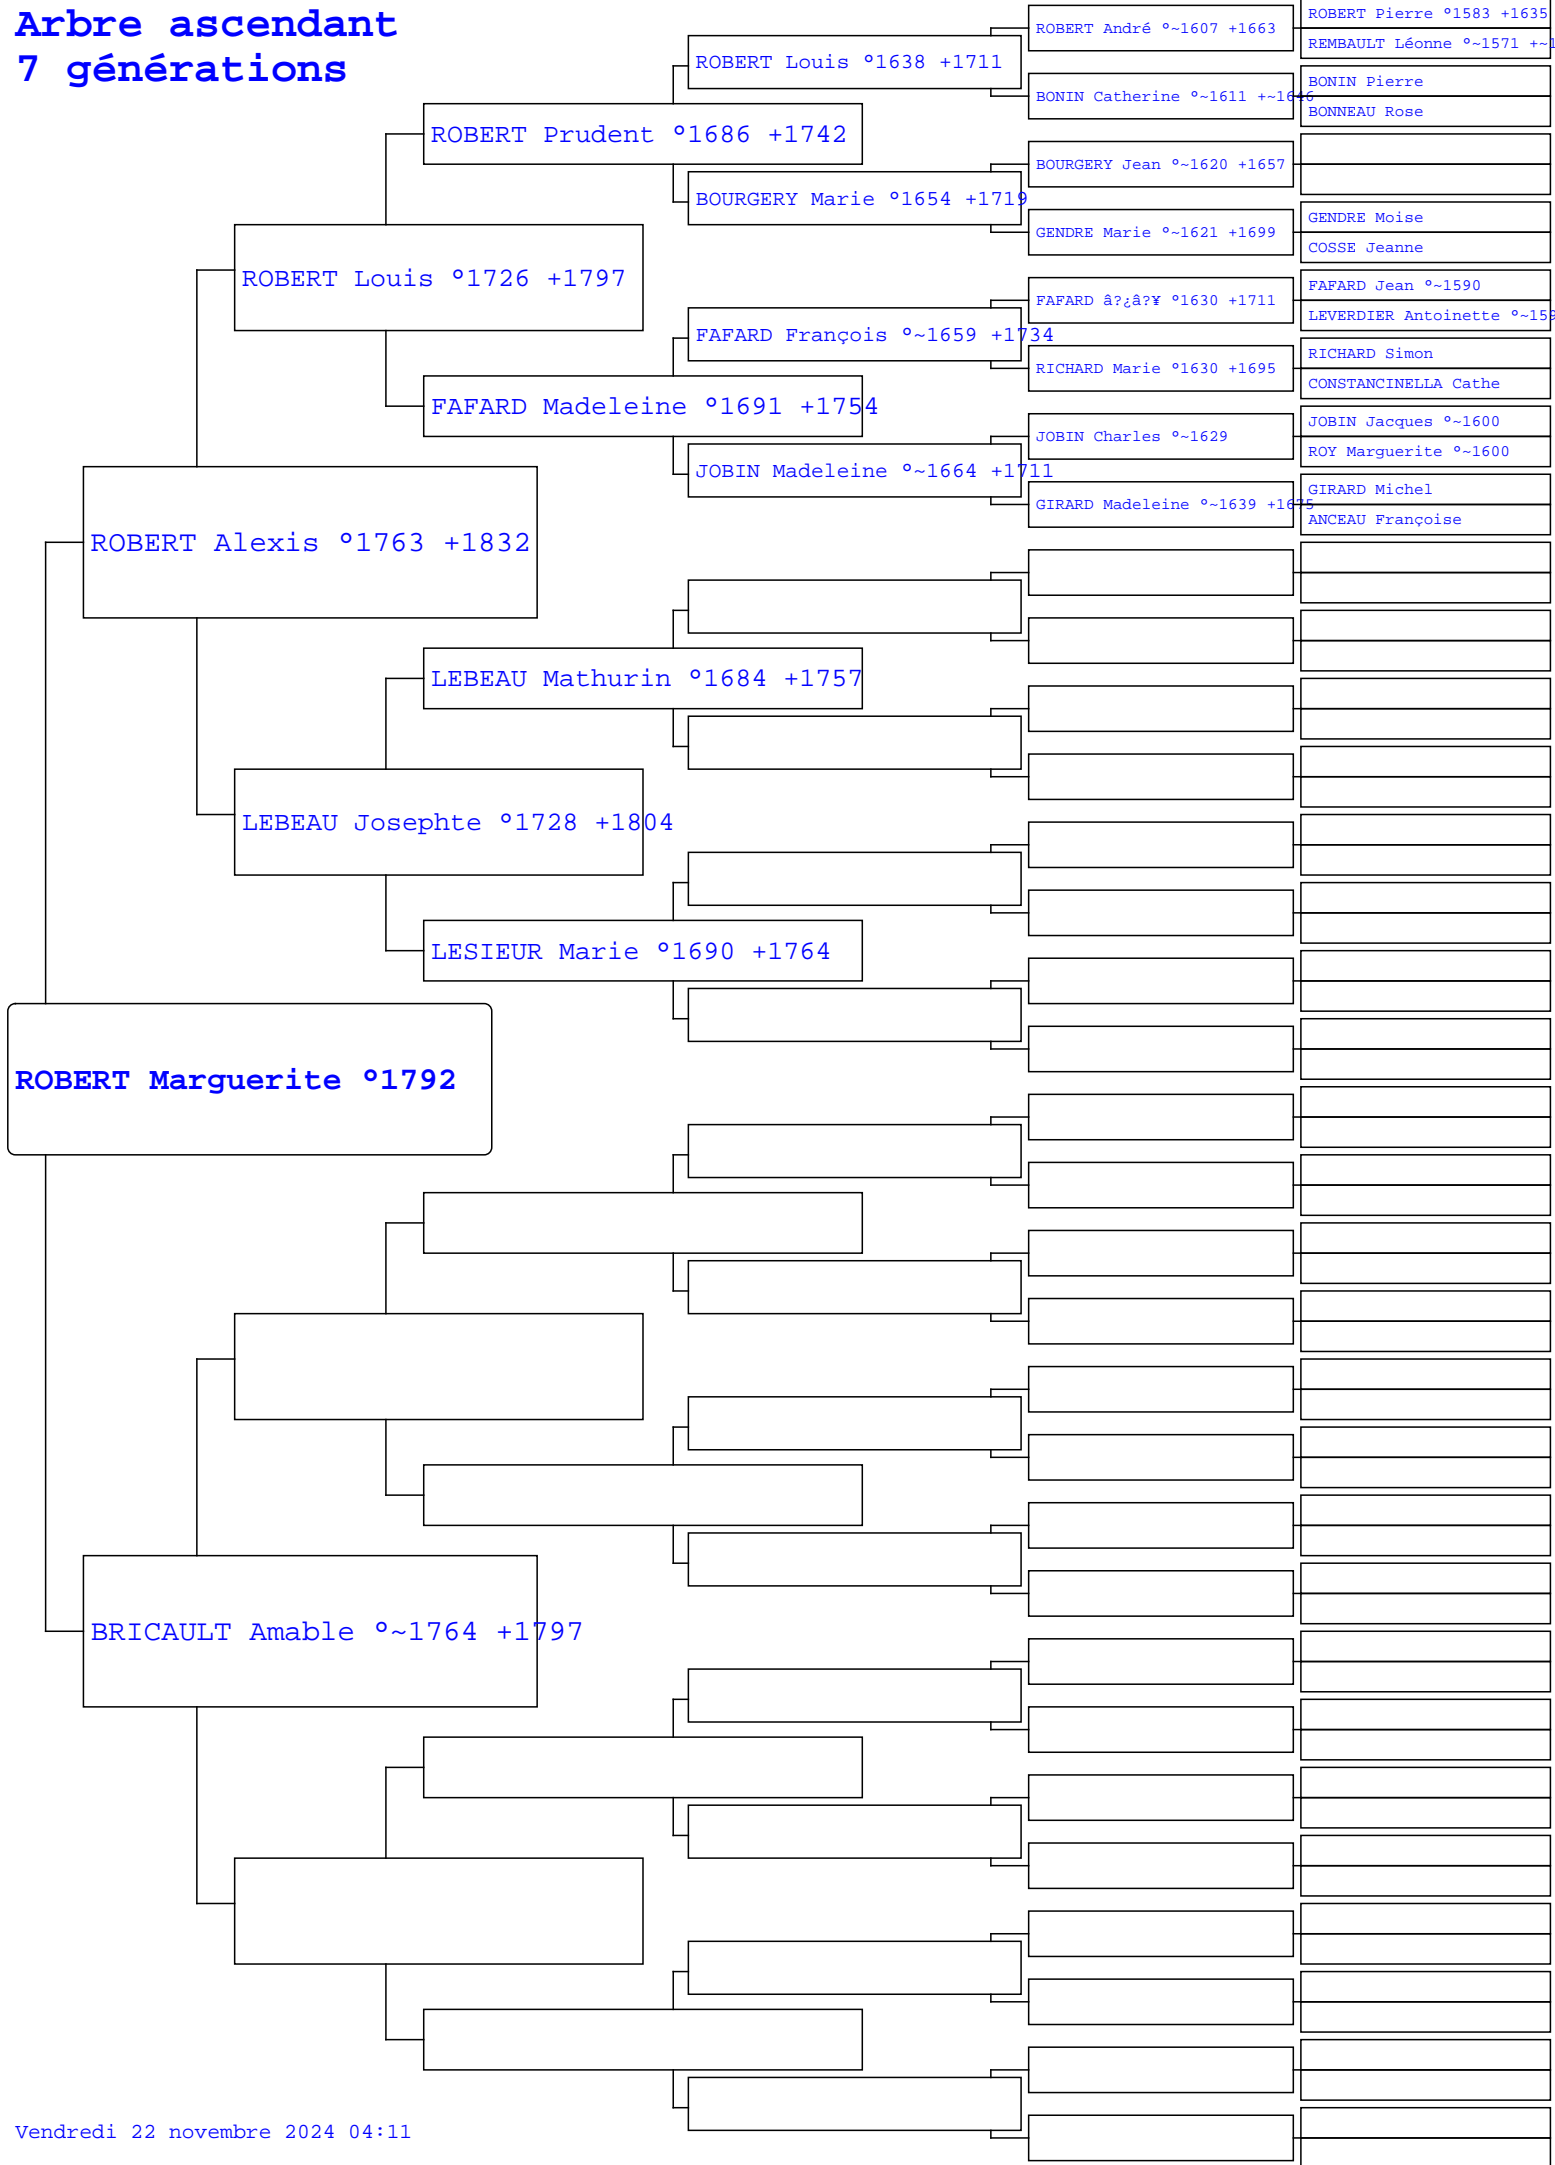 Arbre ascendant
7 générations
ROBERT Marguerite °1792
ROBERT Alexis °1763 +1832
BRICAULT Amable °~1764 +1797
ROBERT Louis °1726 +1797
LEBEAU Josephte °1728 +1804
ROBERT Prudent °1686 +1742
FAFARD Madeleine °1691 +1754
LEBEAU Mathurin °1684 +1757
LESIEUR Marie °1690 +1764
ROBERT Louis °1638 +1711
BOURGERY Marie °1654 +1719
FAFARD François °~1659 +1734
JOBIN Madeleine °~1664 +1711
ROBERT André °~1607 +1663
BONIN Catherine °~1611 +~1646
BOURGERY Jean °~1620 +1657
GENDRE Marie °~1621 +1699
FAFARD â?¿â?¥ °1630 +1711
RICHARD Marie °1630 +1695
JOBIN Charles °~1629
GIRARD Madeleine °~1639 +1675
ROBERT Pierre °1583 +1635
REMBAULT Léonne °~1571 +~1
BONIN Pierre
BONNEAU Rose
GENDRE Moise
COSSE Jeanne
FAFARD Jean °~1590
LEVERDIER Antoinette °~159
RICHARD Simon
CONSTANCINELLA Cathe
JOBIN Jacques °~1600
ROY Marguerite °~1600
GIRARD Michel
ANCEAU Françoise
Vendredi 22 novembre 2024 04:11